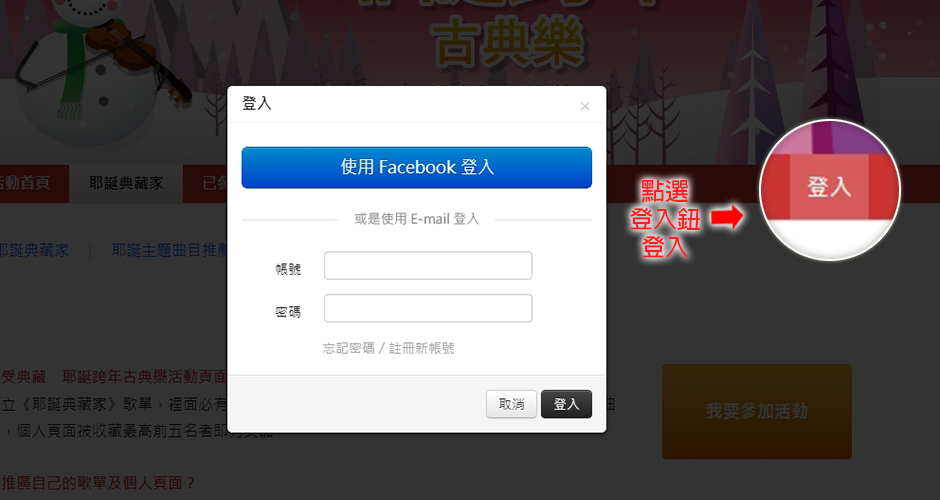 古典樂
登入
×
使用 Facebook 登入
或是使用 E-mail 登入
帳號
密碼
忘記密碼 / 註冊新帳號
取消
登入
點選
登入鈕
登入
登入
活動首頁
耶誕典藏家
已參
耶誕典藏家
耶誕主題曲目推薦
受典藏 耶誕跨年古典樂活動頁面
立《耶誕典藏家》歌單，裡面必有
曲
，個人頁面被收藏最高前五名者即
推廣自己的歌單及個人頁面？
我要參加活動